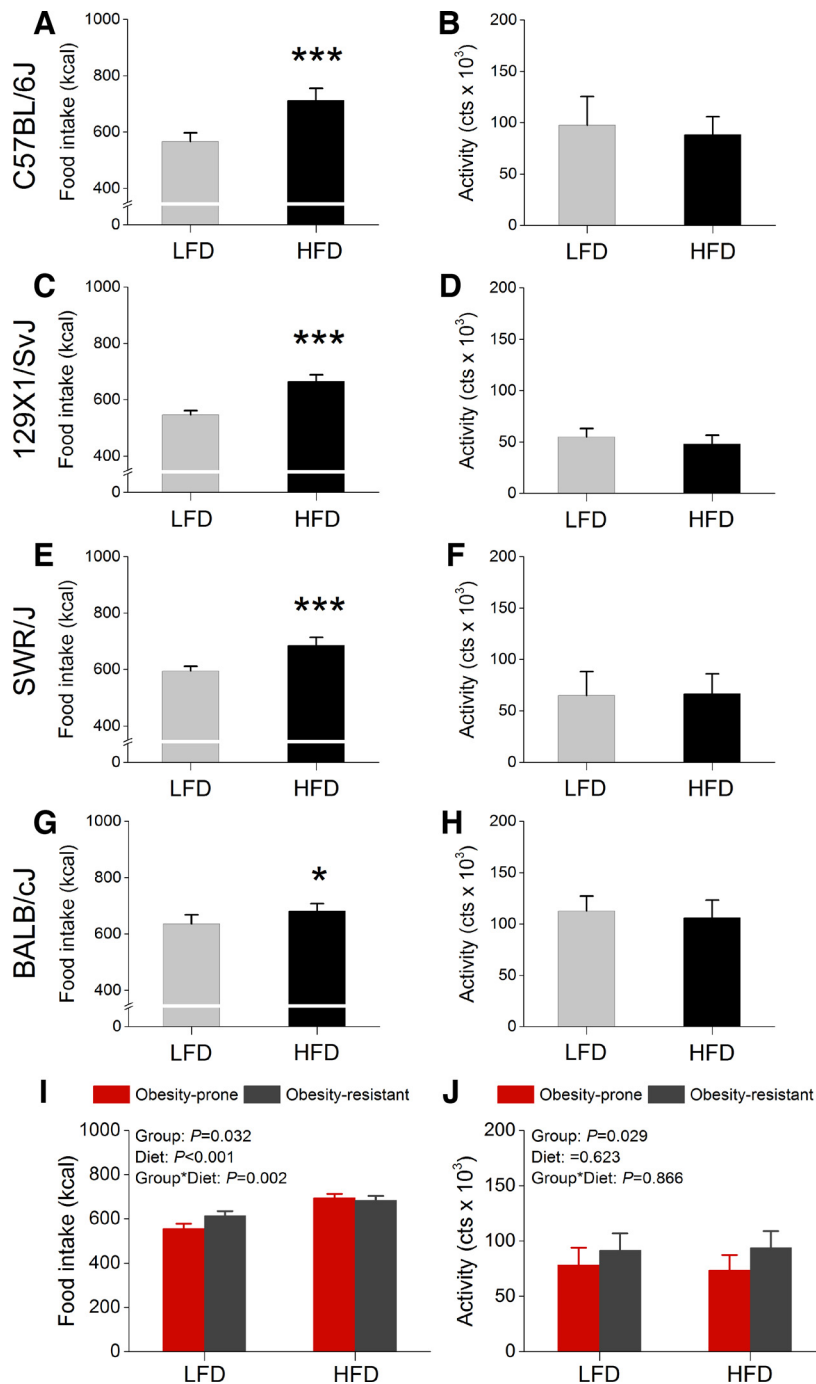 A
C57BL/6J
Food intake (kcal)
1000
800
600
400
0
***
LFD
HFD
B
Activity (cts x 10³)
200
150
100
50
0
LFD
HFD
C
129X1/SvJ
Food intake (kcal)
1000
800
600
400
0
***
LFD
HFD
D
Activity (cts x 10³)
200
150
100
50
0
LFD
HFD
E
SWR/J
Food intake (kcal)
1000
800
600
400
0
***
LFD
HFD
F
Activity (cts x 10³)
200
150
100
50
0
LFD
HFD
G
BALB/cJ
Food intake (kcal)
1000
800
600
400
0
*
LFD
HFD
H
Activity (cts x 10³)
200
150
100
50
0
LFD
HFD
I
Obesity-prone
Obesity-resistant
Group: P=0.032
Diet: P<0.001
Group*Diet: P=0.002
Food intake (kcal)
1000
800
600
400
200
0
LFD
HFD
J
Obesity-prone
Obesity-resistant
Group: P=0.029
Diet: =0.623
Group*Diet: P=0.866
Activity (cts x 10³)
200
150
100
50
0
LFD
HFD